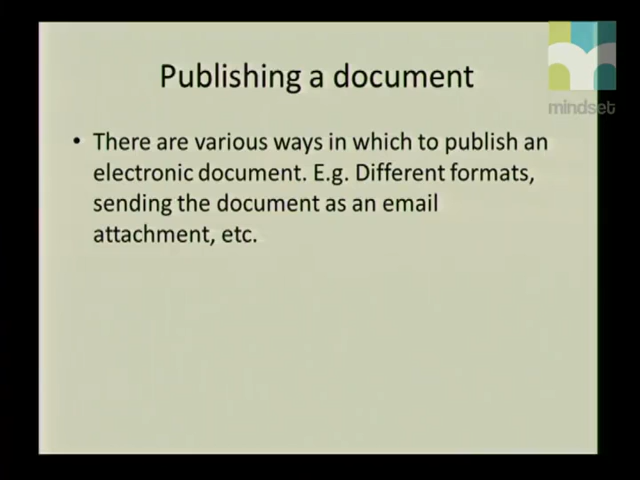 Publishing a document
mindset
• There are various ways in which to publish an
electronic document. E.g. Different formats,
sending the document as an email
attachment, etc.